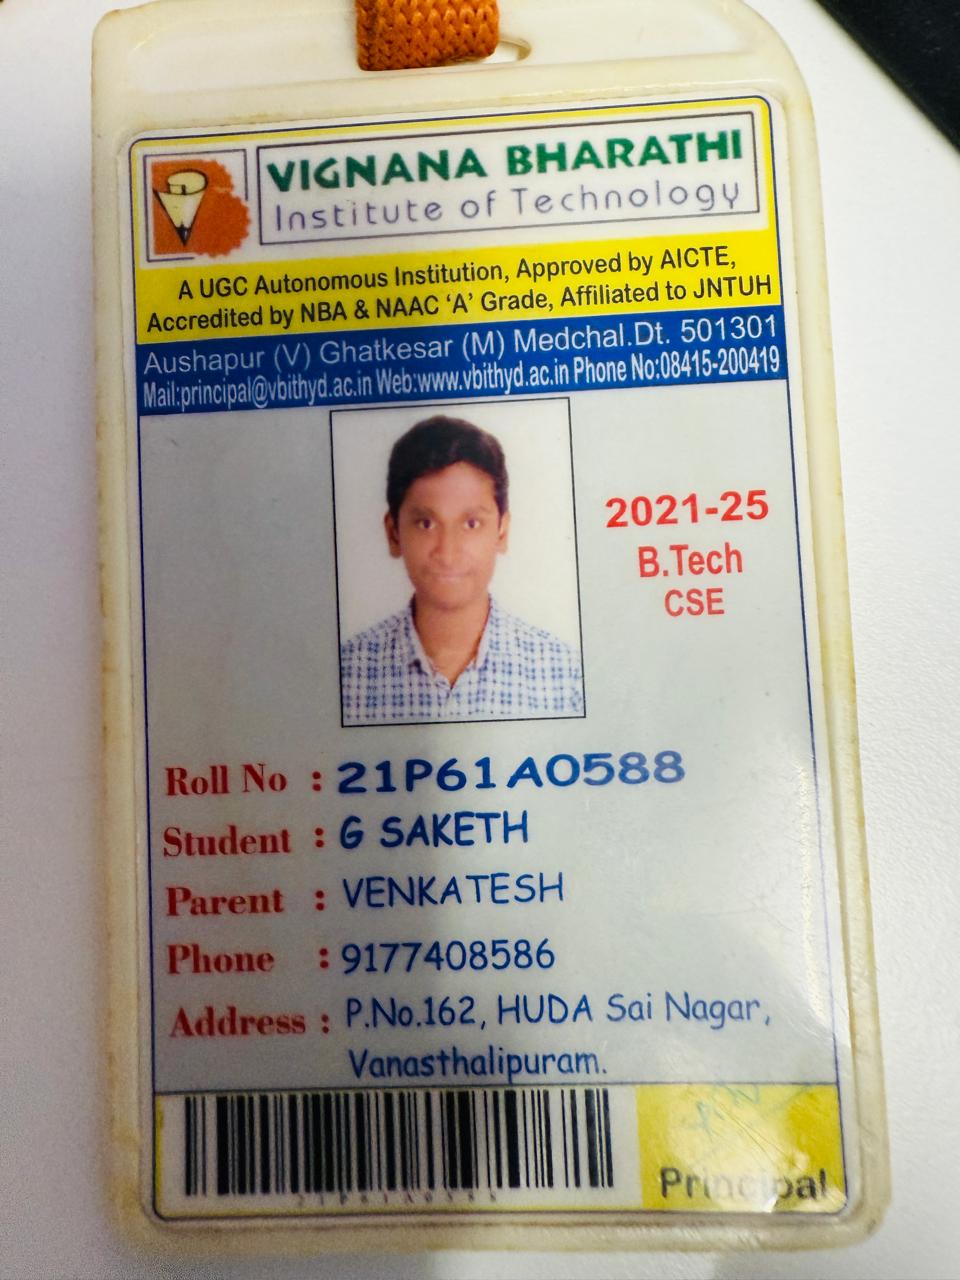 VIGNANA BHARATHI
Institute of Technology
A UGC Autonomous Institution, Approved by AICTE,
Accredited by NBA & NAAC 'A' Grade, Affiliated to JNTUH
Aushapur (V) Ghatkesar (M) Medchal.Dt. 501301
Mail:principal@vbithyd.ac.in Web:www.vbithyd.ac.in Phone No:08415-200419
2021-25
B.Tech
CSE
Roll No : 21P61A0588
Student : G SAKETH
Parent : VENKATESH
Phone : 9177408586
Address : P.No.162, HUDA Sai Nagar,
Vanasthalipuram.
Principal